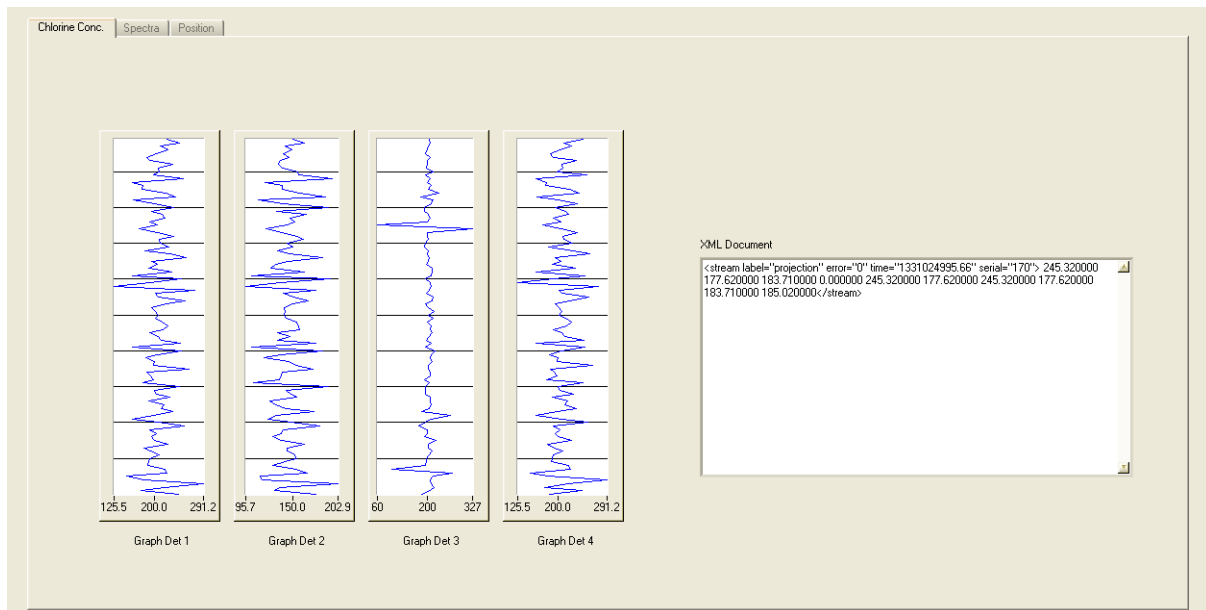 Chlorine Conc. Spectra Position
XML Document
<stream label="projection" error="0" time="1331024995.66" serial="170"> 245.320000
177.620000 183.710000 0.000000 245.320000 177.620000 245.320000 177.620000
183.710000 185.020000</stream>
125.5 200.0 291.2 95.7 150.0 202.9 60 200 327 125.5 200.0 291.2
Graph Det 1 Graph Det 2 Graph Det 3 Graph Det 4